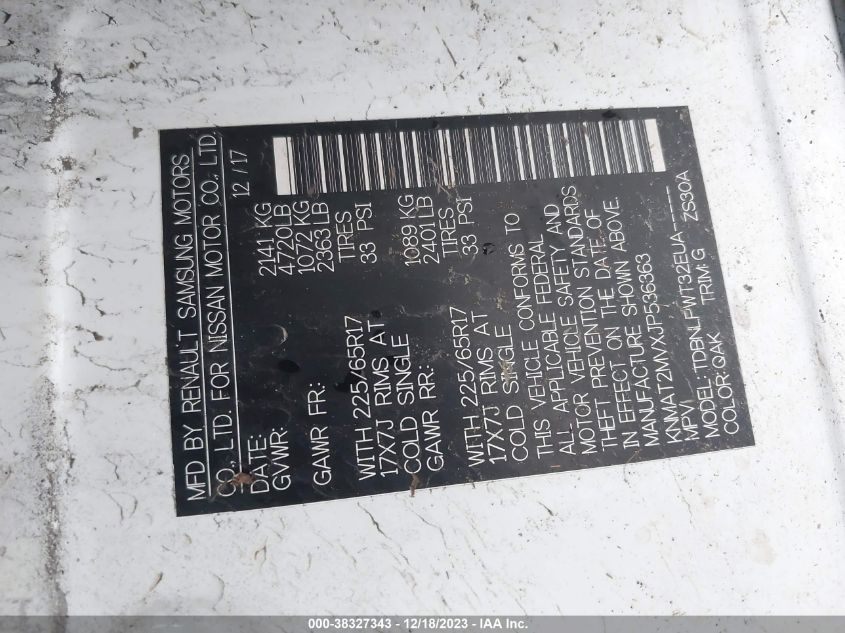 MFD BY RENAULT SAMSUNG MOTORS
CO., LTD. FOR NISSAN MOTOR CO., LTD.
DATE: 12 / 17
GVWR: 2141 KG
4720LB
GAWR FR: 1072 KG
2363 LB
WITH 225/65R17 TIRES
17X7J RIMS AT 33 PSI
COLD SINGLE
GAWR RR: 1089 KG
2401LB
WITH 225/65R17 TIRES
17X7J RIMS AT 33 PSI
COLD SINGLE
THIS VEHICLE CONFORMS TO
ALL APPLICABLE FEDERAL
MOTOR VEHICLE SAFETY AND
THEFT PREVENTION STANDARDS
IN EFFECT ON THE DATE OF
MANUFACTURE SHOWN ABOVE.
KNMAT2MVXJP536363
MPV
MODEL TDBNLPWT32EUA----
COLOR:QAK TRIM:G ZS30A
000-38327343 - 12/18/2023 - IAA Inc.